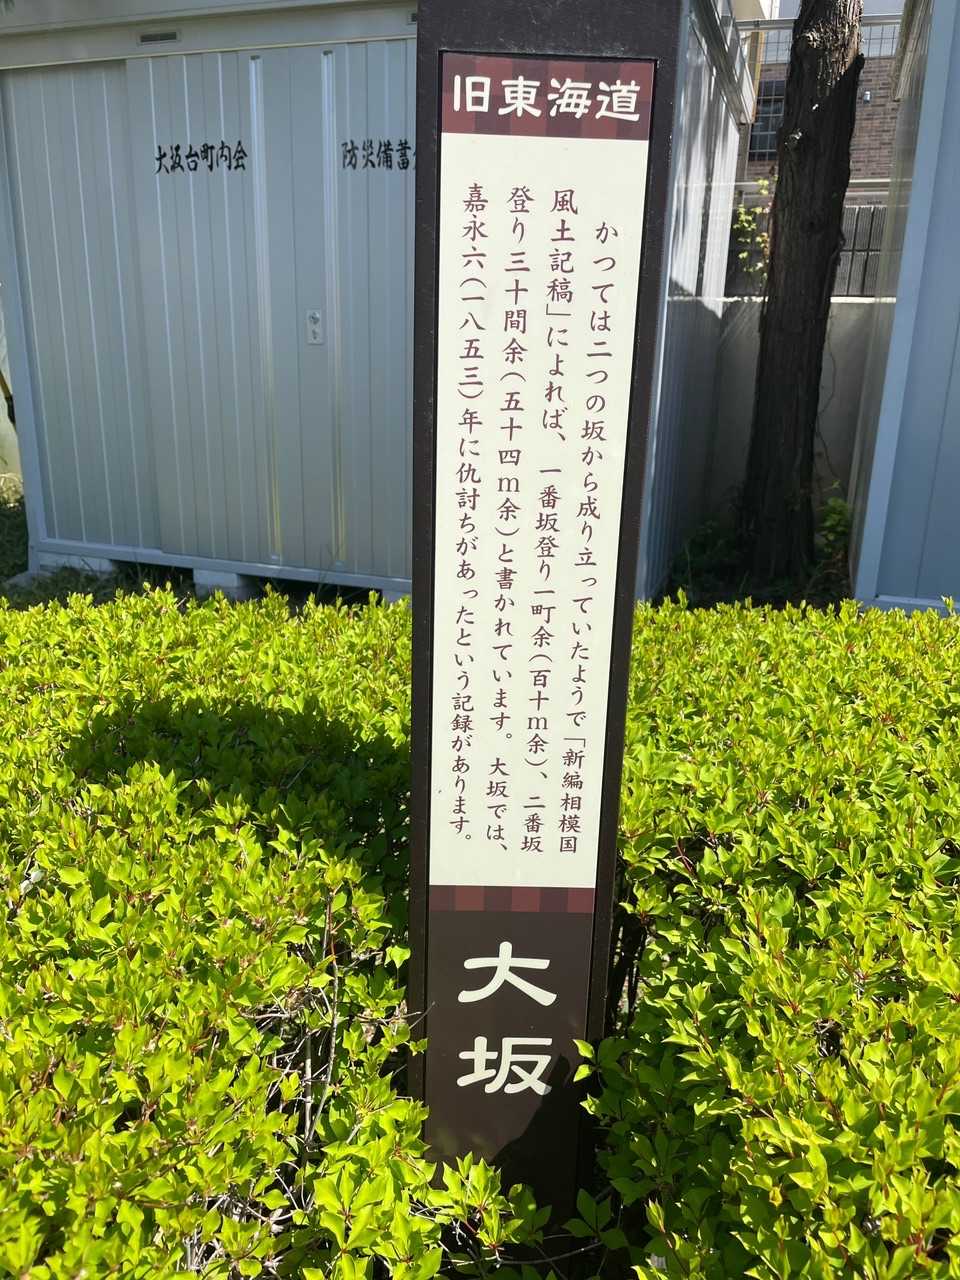 旧東海道
かつては二つの坂から成り立っていたようで「新編相模国
風土記稿」によれば、一番坂登り一町余（百十m余）、二番坂
登り三十間余（五十四m余）と書かれています。大坂では、
嘉永六（一八五三）年に仇討ちがあったという記録があります。
大坂
大坂台町内会
防災備蓄